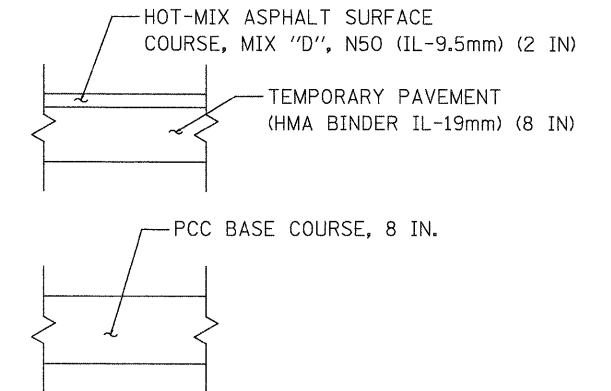 HOT-MIX ASPHALT SURFACE
COURSE, MIX "D", N50 (IL-9.5mm) (2 IN)
TEMPORARY PAVEMENT
(HMA BINDER IL-19mm) (8 IN)
PCC BASE COURSE, 8 IN.